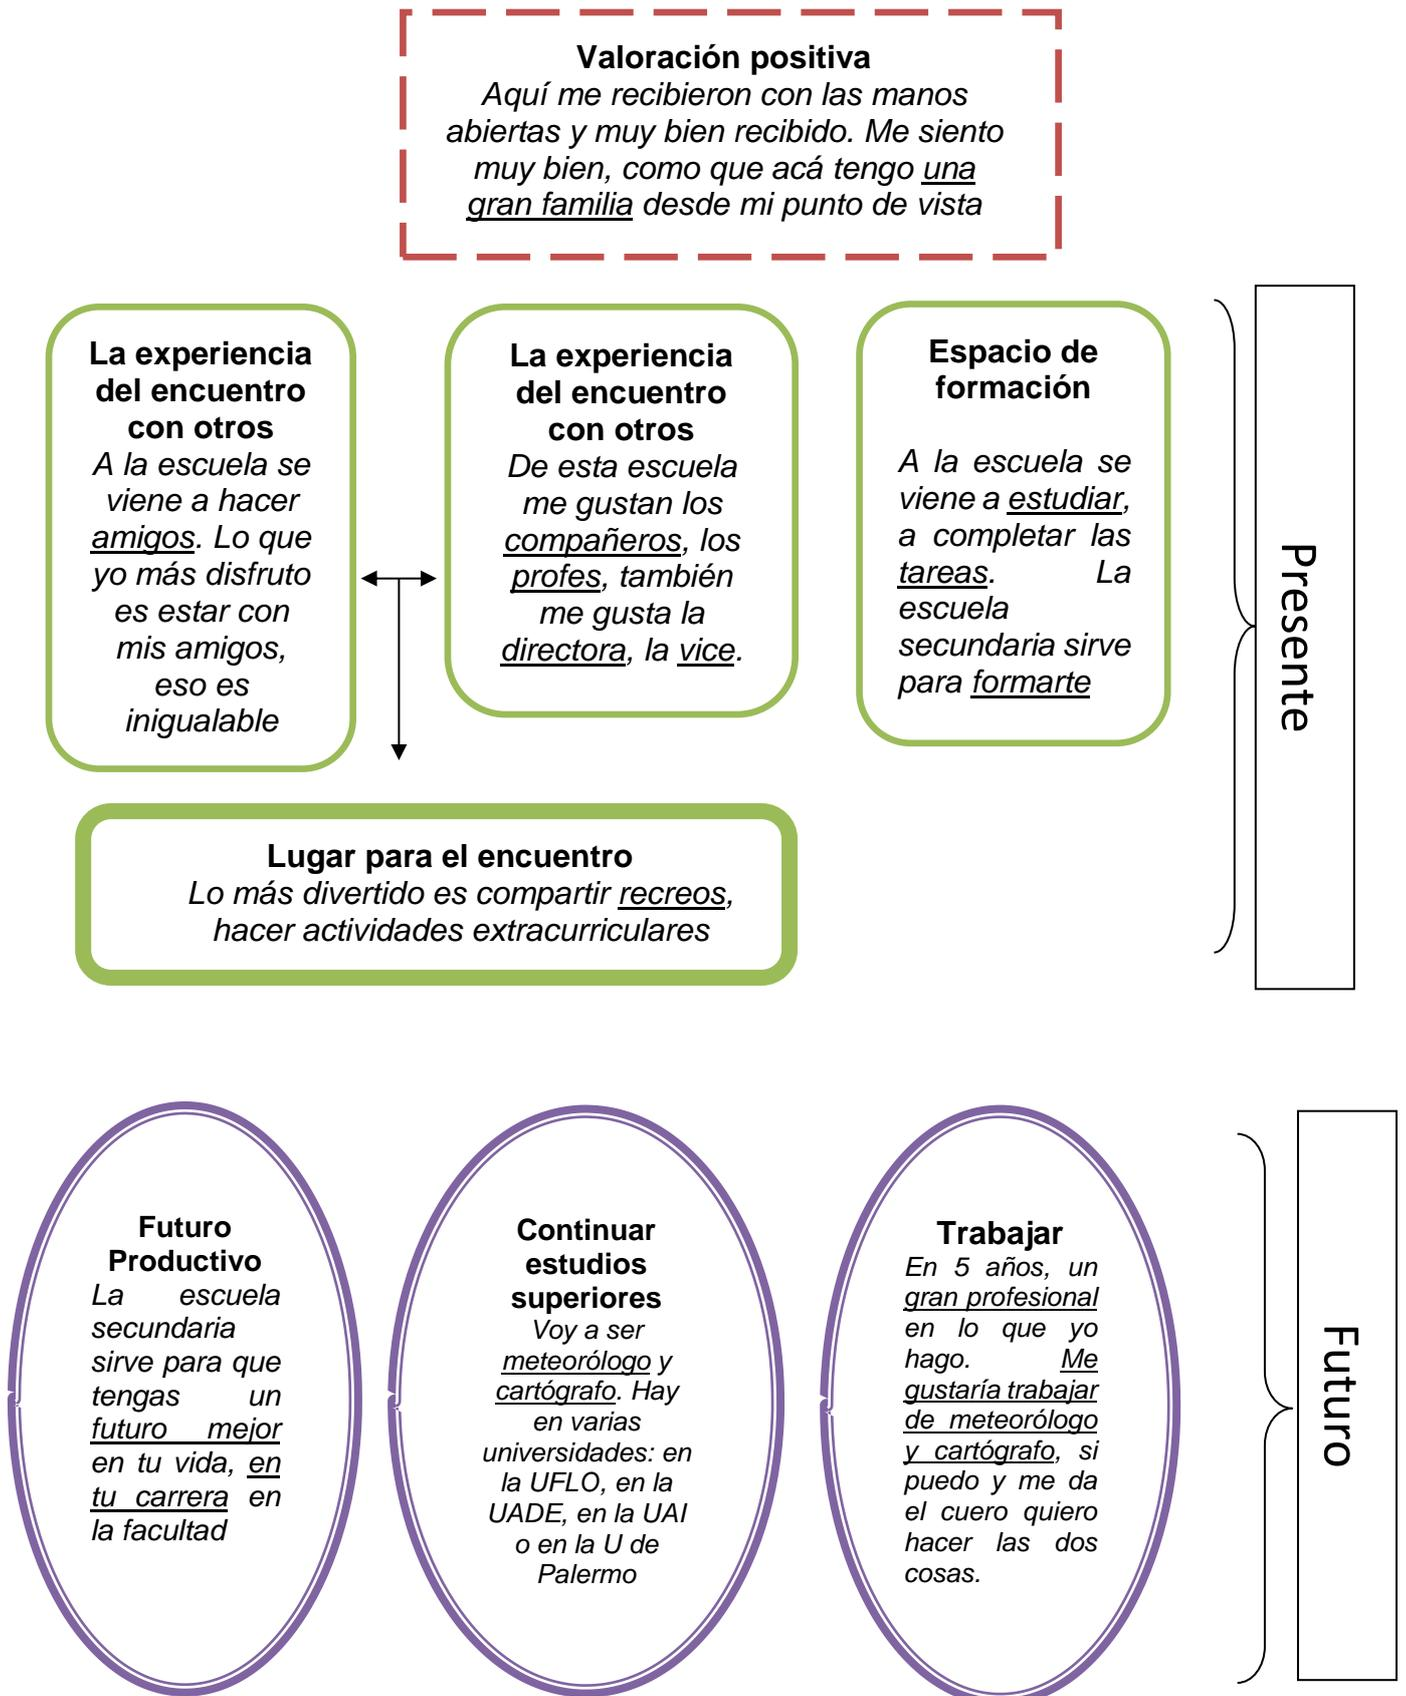 Valoración positiva
Aquí me recibieron con las manos
abiertas y muy bien recibido. Me siento
muy bien, como que acá tengo una
gran familia desde mi punto de vista
La experiencia
del encuentro
con otros
A la escuela se
viene a hacer
amigos. Lo que
yo más disfruto
es estar con
mis amigos,
eso es
inigualable
La experiencia
del encuentro
con otros
De esta escuela
me gustan los
compañeros, los
profes, también
me gusta la
directora, la vice.
Espacio de
formación
A la escuela se
viene a estudiar,
a completar las
tareas. La
escuela
secundaria sirve
para formarte
Presente
Lugar para el encuentro
Lo más divertido es compartir recreos,
hacer actividades extracurriculares
Futuro
Productivo
La escuela
secundaria
sirve para que
tengas un
futuro mejor
en tu vida, en
tu carrera en
la facultad
Continuar
estudios
superiores
Voy a ser
meteorólogo y
cartógrafo. Hay
en varias
universidades: en
la UFLO, en la
UADE, en la UAI
o en la U de
Palermo
Trabajar
En 5 años, un
gran profesional
en lo que yo
hago. Me
gustaría trabajar
de meteorólogo
y cartógrafo, si
puedo y me da
el cuero quiero
hacer las dos
cosas.
Futuro